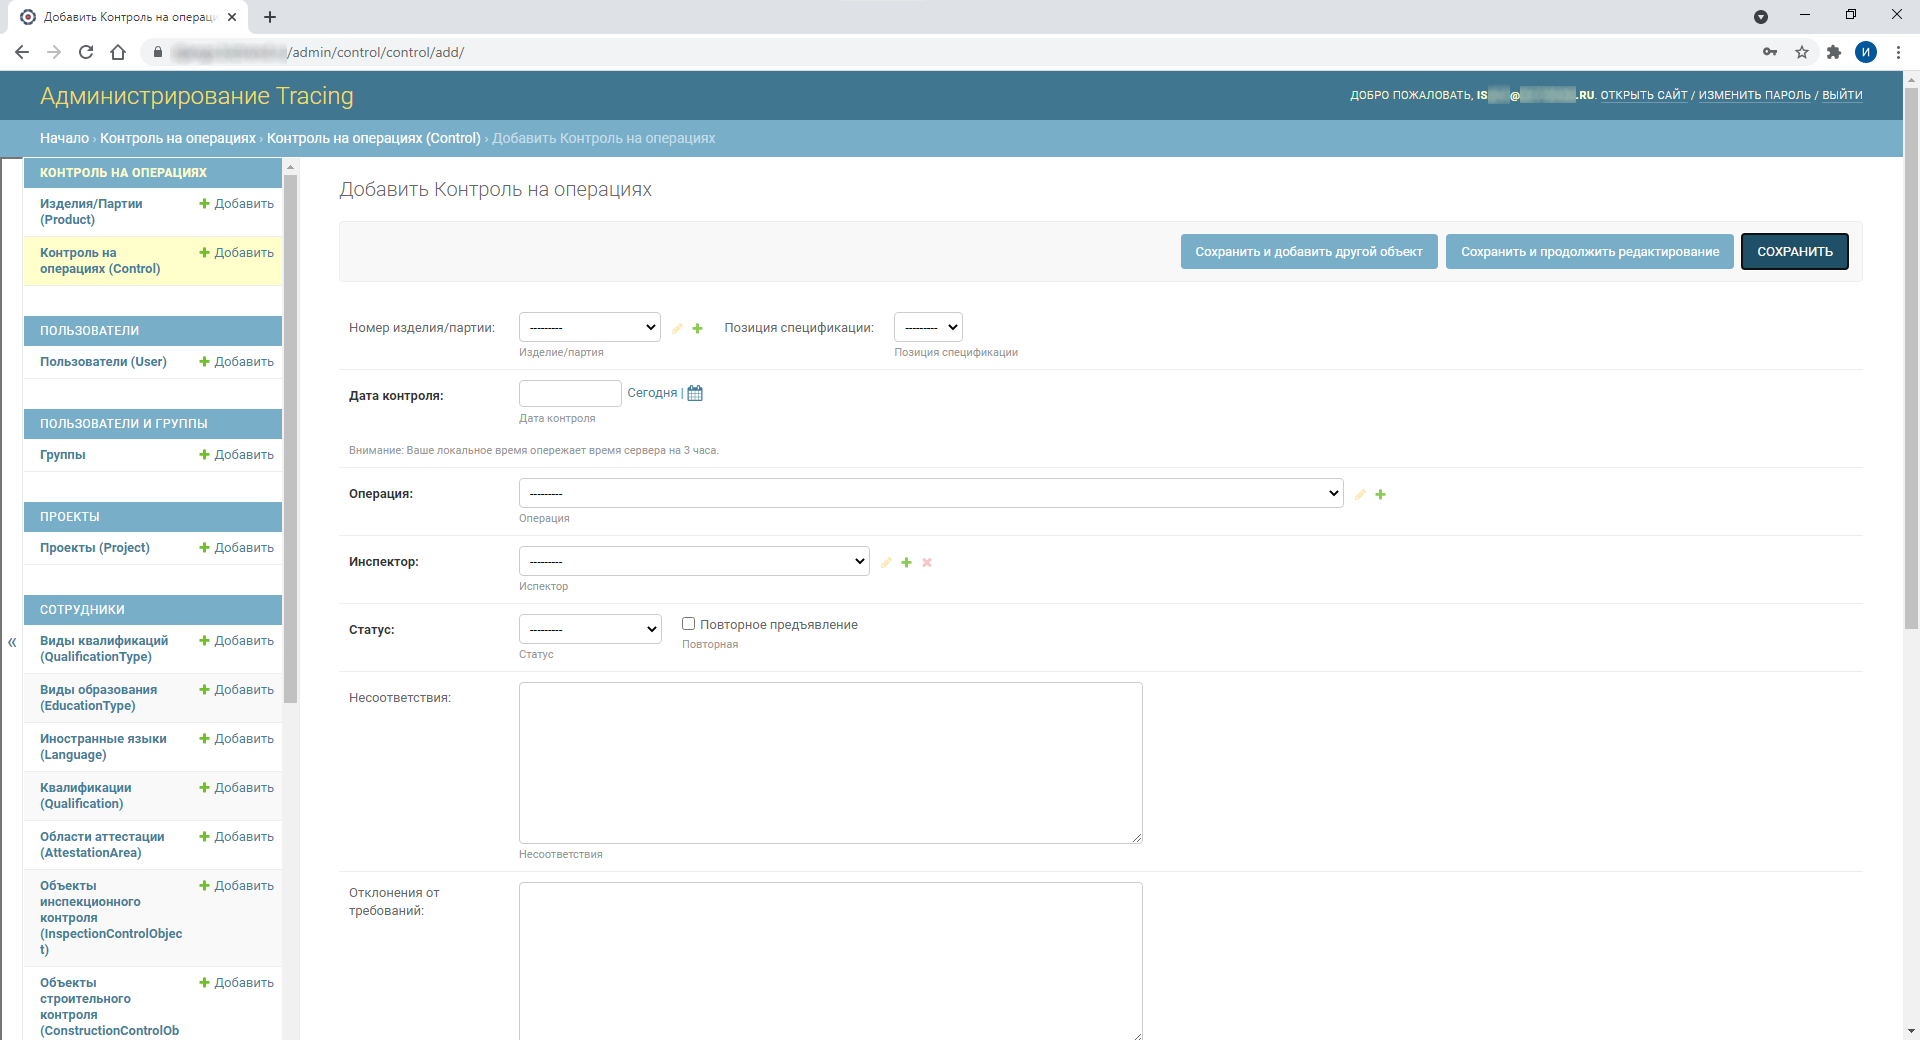 Добавить Контроль на операци
/admin/control/control/add/
И
Администрирование Tracing
ДОБРО ПОЖАЛОВАТЬ, IS @ .RU. ОТКРЫТЬ САЙТ / ИЗМЕНИТЬ ПАРОЛЬ / ВЫЙТИ
Начало › Контроль на операциях › Контроль на операциях (Control) › Добавить Контроль на операциях
КОНТРОЛЬ НА ОПЕРАЦИЯХ
Изделия/Партии
(Product)
Добавить
Контроль на
операциях (Control)
Добавить
ПОЛЬЗОВАТЕЛИ
Пользователи (User)
Добавить
ПОЛЬЗОВАТЕЛИ И ГРУППЫ
Группы
Добавить
ПРОЕКТЫ
Проекты (Project)
Добавить
СОТРУДНИКИ
«
Виды квалификаций
(QualificationType)
Добавить
Виды образования
(EducationType)
Добавить
Иностранные языки
(Language)
Добавить
Квалификации
(Qualification)
Добавить
Области аттестации
(AttestationArea)
Добавить
Объекты
инспекционного
контроля
(InspectionControlObjec
t)
Добавить
Объекты
строительного
контроля
(ConstructionControlOb
Добавить
Добавить Контроль на операциях
Сохранить и добавить другой объект
Сохранить и продолжить редактирование
СОХРАНИТЬ
Номер изделия/партии:
---------
Изделие/партия
Позиция спецификации:
---------
Позиция спецификации
Дата контроля:
Сегодня |
Дата контроля
Внимание: Ваше локальное время опережает время сервера на 3 часа.
Операция:
---------
Операция
Инспектор:
---------
Испектор
Статус:
---------
Статус
Повторное предъявление
Повторная
Несоответствия:
Несоответствия
Отклонения от
требований: